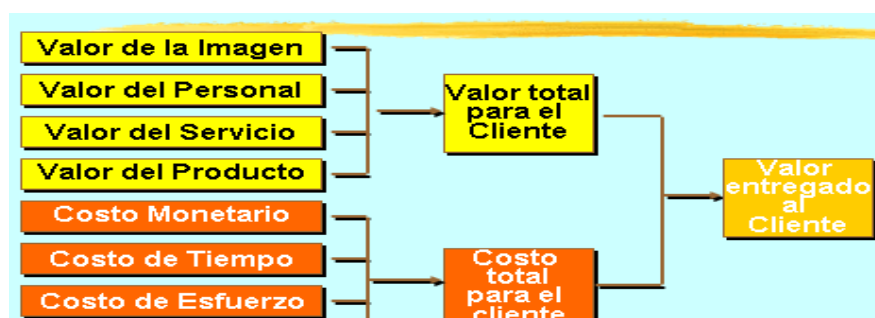 Valor de la Imagen
Valor del Personal
Valor del Servicio
Valor del Producto
Costo Monetario
Costo de Tiempo
Costo de Esfuerzo
Valor total
para el
Cliente
Costo
total
para el
cliente
Valor
entregado
al
Cliente